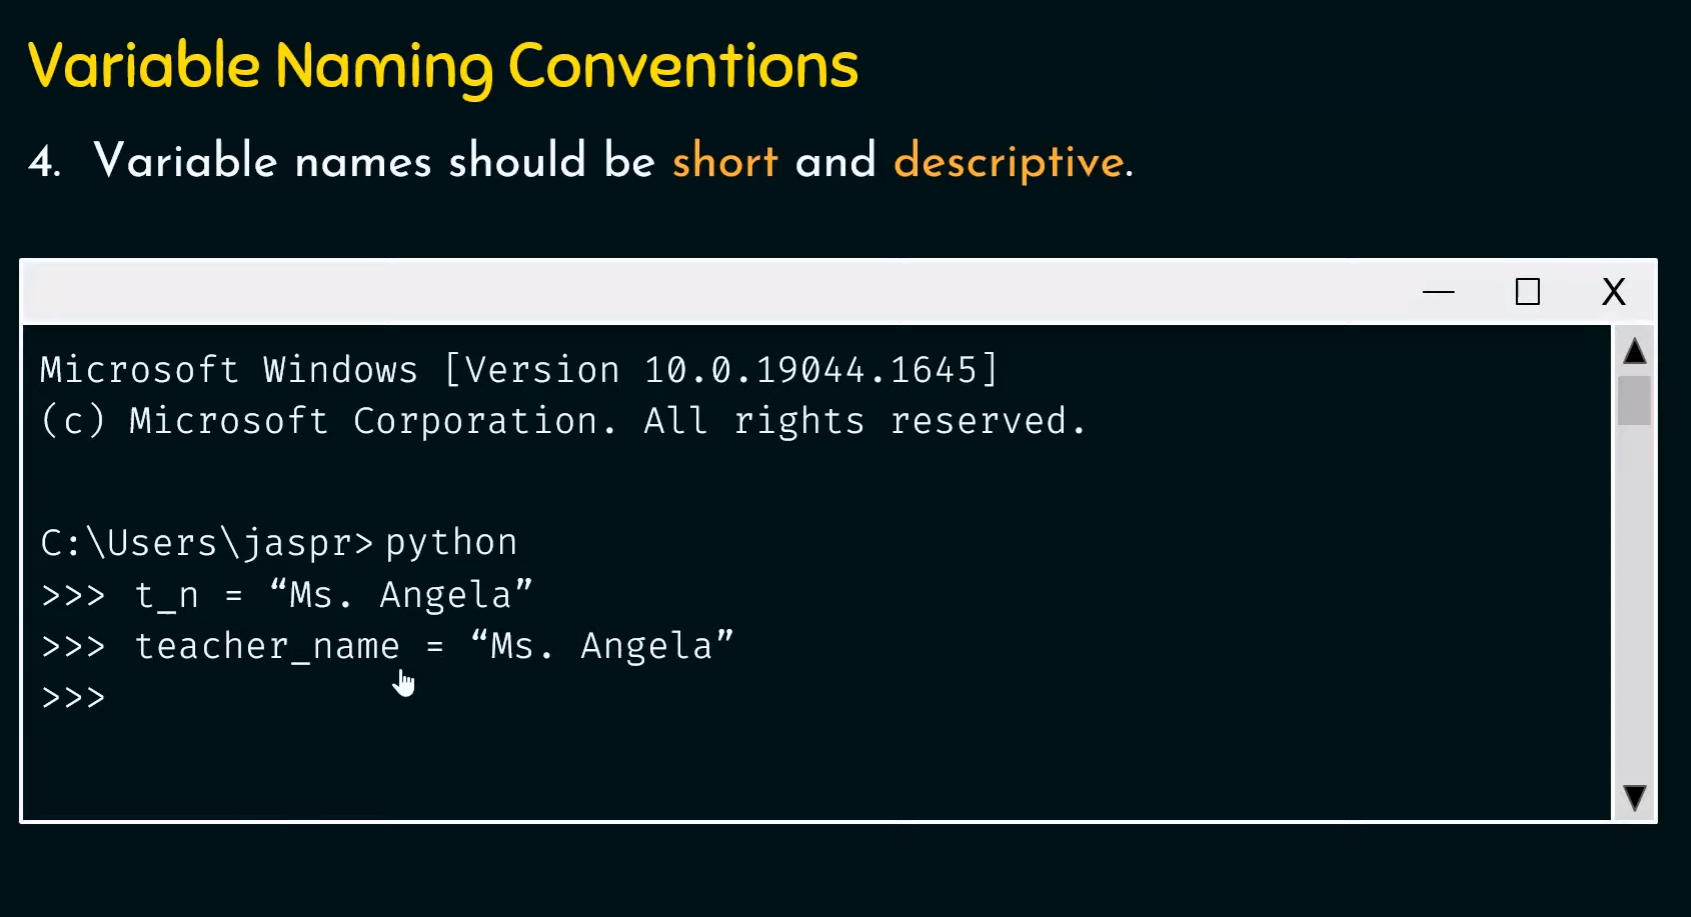 Variable Naming Conventions
4. Variable names should be short and descriptive.
X
Microsoft Windows [Version 10.0.19044.1645]
(c) Microsoft Corporation. All rights reserved.
C:\Users\jaspr> python
>>> t_n = “Ms. Angela”
>>> teacher_name = “Ms. Angela”
>>>